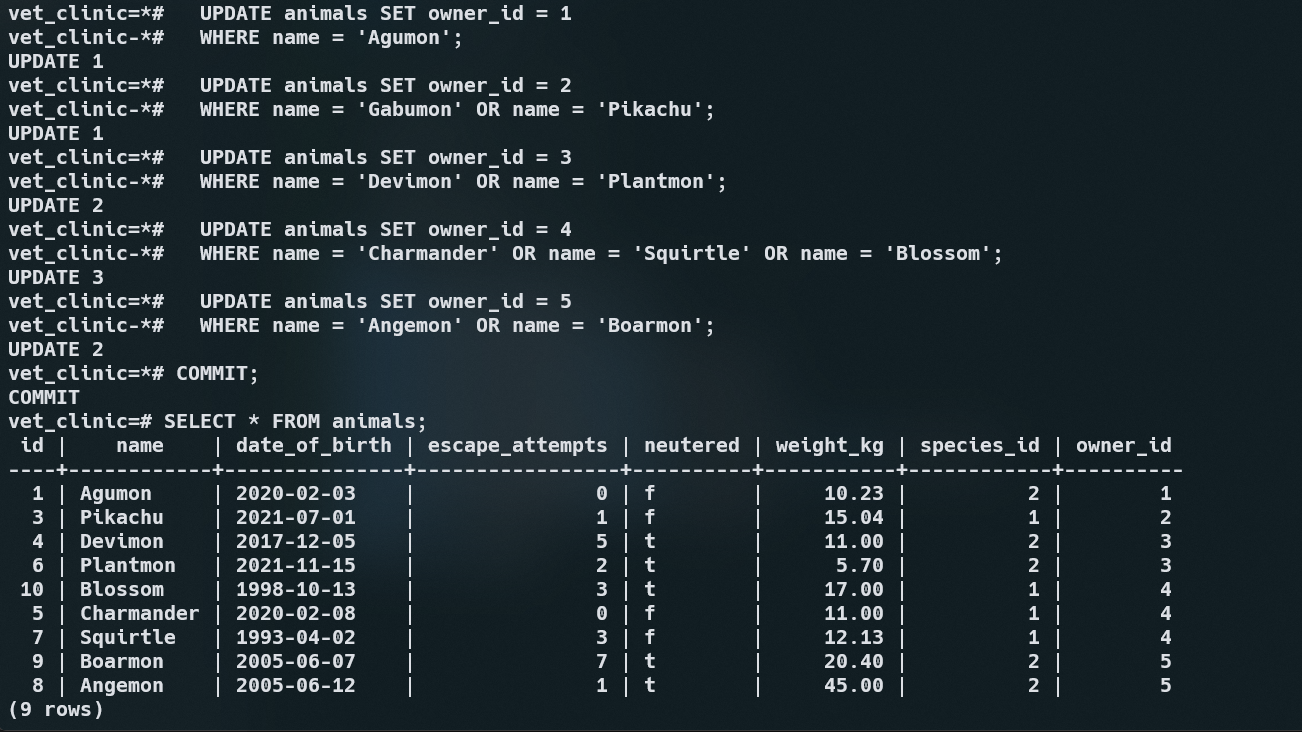 vet_clinic=*#   UPDATE animals SET owner_id = 1
vet_clinic-*#   WHERE name = 'Agumon';
UPDATE 1
vet_clinic=*#   UPDATE animals SET owner_id = 2
vet_clinic-*#   WHERE name = 'Gabumon' OR name = 'Pikachu';
UPDATE 1
vet_clinic=*#   UPDATE animals SET owner_id = 3
vet_clinic-*#   WHERE name = 'Devimon' OR name = 'Plantmon';
UPDATE 2
vet_clinic=*#   UPDATE animals SET owner_id = 4
vet_clinic-*#   WHERE name = 'Charmander' OR name = 'Squirtle' OR name = 'Blossom';
UPDATE 3
vet_clinic=*#   UPDATE animals SET owner_id = 5
vet_clinic-*#   WHERE name = 'Angemon' OR name = 'Boarmon';
UPDATE 2
vet_clinic=*# COMMIT;
COMMIT
vet_clinic=# SELECT * FROM animals;
 id |    name    | date_of_birth | escape_attempts | neutered | weight_kg | species_id | owner_id
----+------------+---------------+-----------------+----------+-----------+------------+----------
  1 | Agumon     | 2020-02-03    |               0 | f        |     10.23 |          2 |        1
  3 | Pikachu    | 2021-07-01    |               1 | f        |     15.04 |          1 |        2
  4 | Devimon    | 2017-12-05    |               5 | t        |     11.00 |          2 |        3
  6 | Plantmon   | 2021-11-15    |               2 | t        |      5.70 |          2 |        3
 10 | Blossom    | 1998-10-13    |               3 | t        |     17.00 |          1 |        4
  5 | Charmander | 2020-02-08    |               0 | f        |     11.00 |          1 |        4
  7 | Squirtle   | 1993-04-02    |               3 | f        |     12.13 |          1 |        4
  9 | Boarmon    | 2005-06-07    |               7 | t        |     20.40 |          2 |        5
  8 | Angemon    | 2005-06-12    |               1 | t        |     45.00 |          2 |        5
(9 rows)